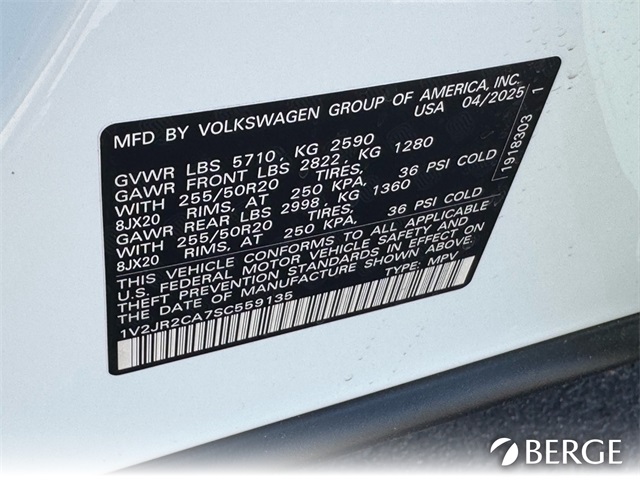 MFD BY VOLKSWAGEN GROUP OF AMERICA, INC.
USA 04/2025
GVWR LBS 5710, KG 2590
GAWR FRONT LBS 2822, KG 1280
WITH 255/50R20 TIRES,
8JX20 RIMS, AT 250 KPA, 36 PSI COLD
GAWR REAR LBS 2998, KG 1360
WITH 255/50R20 TIRES,
8JX20 RIMS, AT 250 KPA, 36 PSI COLD
THIS VEHICLE CONFORMS TO ALL APPLICABLE
U.S. FEDERAL MOTOR VEHICLE SAFETY AND
THEFT PREVENTION STANDARDS IN EFFECT ON
THE DATE OF MANUFACTURE SHOWN ABOVE.
1V2JR2CA7SC559135 TYPE: MPV
1918303 1
BERGE